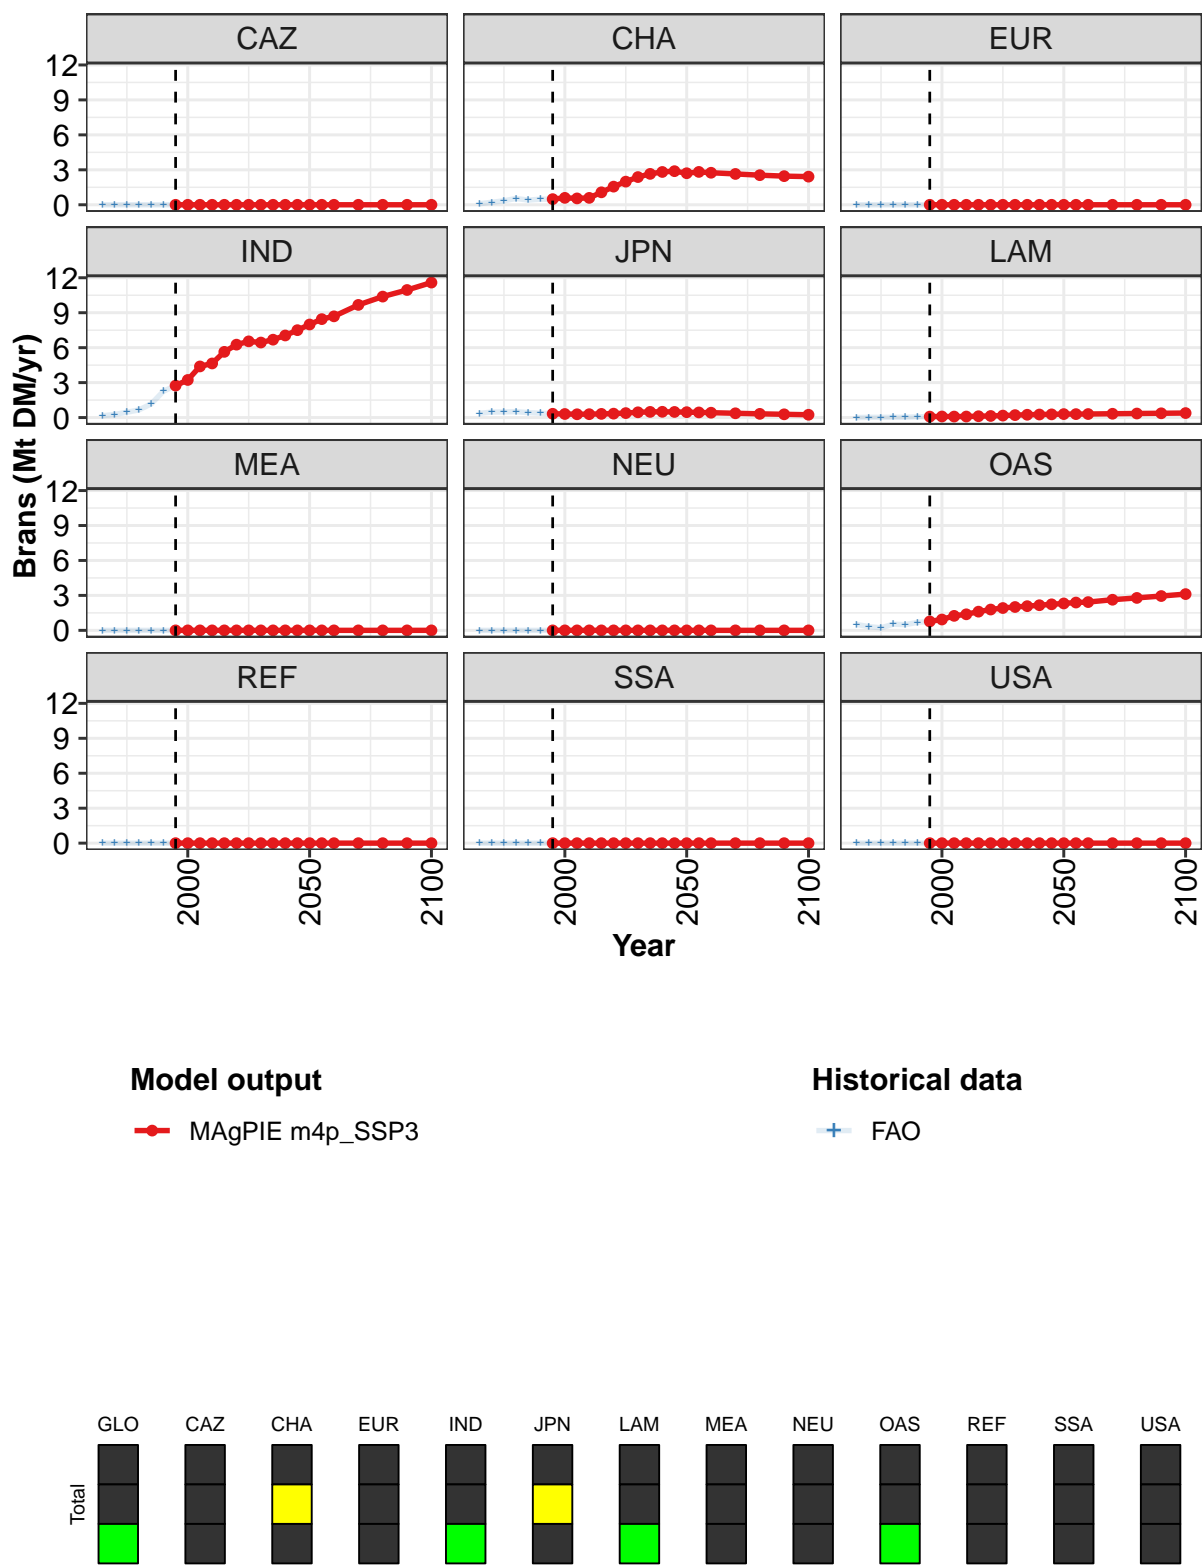 CAZ CHA EUR
12
9
6
3
0
IND JPN LAM
12
9
6
3
0
MEA NEU OAS
12
9
6
3
0
REF SSA USA
12
9
6
3
0
Brans (Mt DM/yr)
2000 2050 2100 2000 2050 2100 2000 2050 2100
Year
Model output Historical data
MAgPIE m4p_SSP3 FAO
GLO CAZ CHA EUR IND JPN LAM MEA NEU OAS REF SSA USA
Total